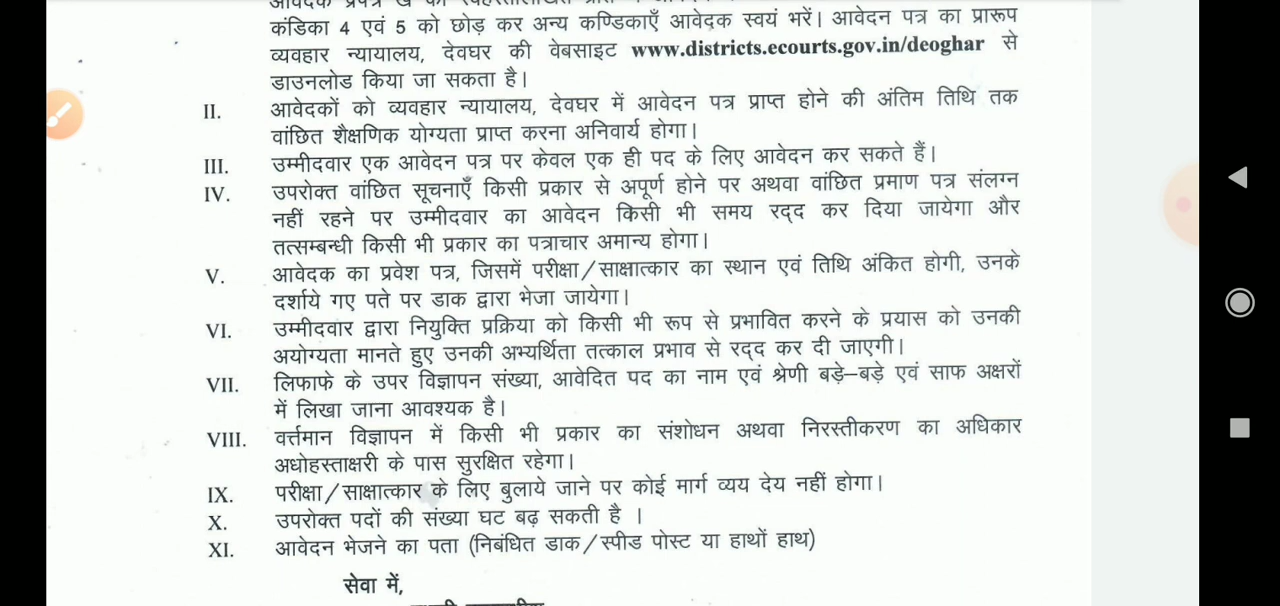 कंडिका 4 एवं 5 को छोड़ कर अन्य कण्डिकाएँ आवेदक स्वयं भरें। आवेदन पत्र का प्रारूप
व्यवहार न्यायालय, देवघर की वेबसाइट www.districts.ecourts.gov.in/deoghar से
डाउनलोड किया जा सकता है।
II. आवेदकों को व्यवहार न्यायालय, देवघर में आवेदन पत्र प्राप्त होने की अंतिम तिथि तक
वांछित शैक्षणिक योग्यता प्राप्त करना अनिवार्य होगा।
III. उम्मीदवार एक आवेदन पत्र पर केवल एक ही पद के लिए आवेदन कर सकते हैं।
IV. उपरोक्त वांछित सूचनाएँ किसी प्रकार से अपूर्ण होने पर अथवा वांछित प्रमाण पत्र संलग्न
नहीं रहने पर उम्मीदवार का आवेदन किसी भी समय रद्द कर दिया जायेगा और
तत्सम्बन्धी किसी भी प्रकार का पत्राचार अमान्य होगा।
V. आवेदक का प्रवेश पत्र, जिसमें परीक्षा/साक्षात्कार का स्थान एवं तिथि अंकित होगी, उनके
दर्शाये गए पते पर डाक द्वारा भेजा जायेगा।
VI. उम्मीदवार द्वारा नियुक्ति प्रक्रिया को किसी भी रूप से प्रभावित करने के प्रयास को उनकी
अयोग्यता मानते हुए उनकी अभ्यर्थिता तत्काल प्रभाव से रद्द कर दी जाएगी।
VII. लिफाफे के उपर विज्ञापन संख्या, आवेदित पद का नाम एवं श्रेणी बड़े–बड़े एवं साफ अक्षरों
में लिखा जाना आवश्यक है।
VIII. वर्त्तमान विज्ञापन में किसी भी प्रकार का संशोधन अथवा निरस्तीकरण का अधिकार
अधोहस्ताक्षरी के पास सुरक्षित रहेगा।
IX. परीक्षा/साक्षात्कार के लिए बुलाये जाने पर कोई मार्ग व्यय देय नहीं होगा।
X. उपरोक्त पदों की संख्या घट बढ़ सकती है ।
XI. आवेदन भेजने का पता (निबंधित डाक/स्पीड पोस्ट या हाथों हाथ)
सेवा में,